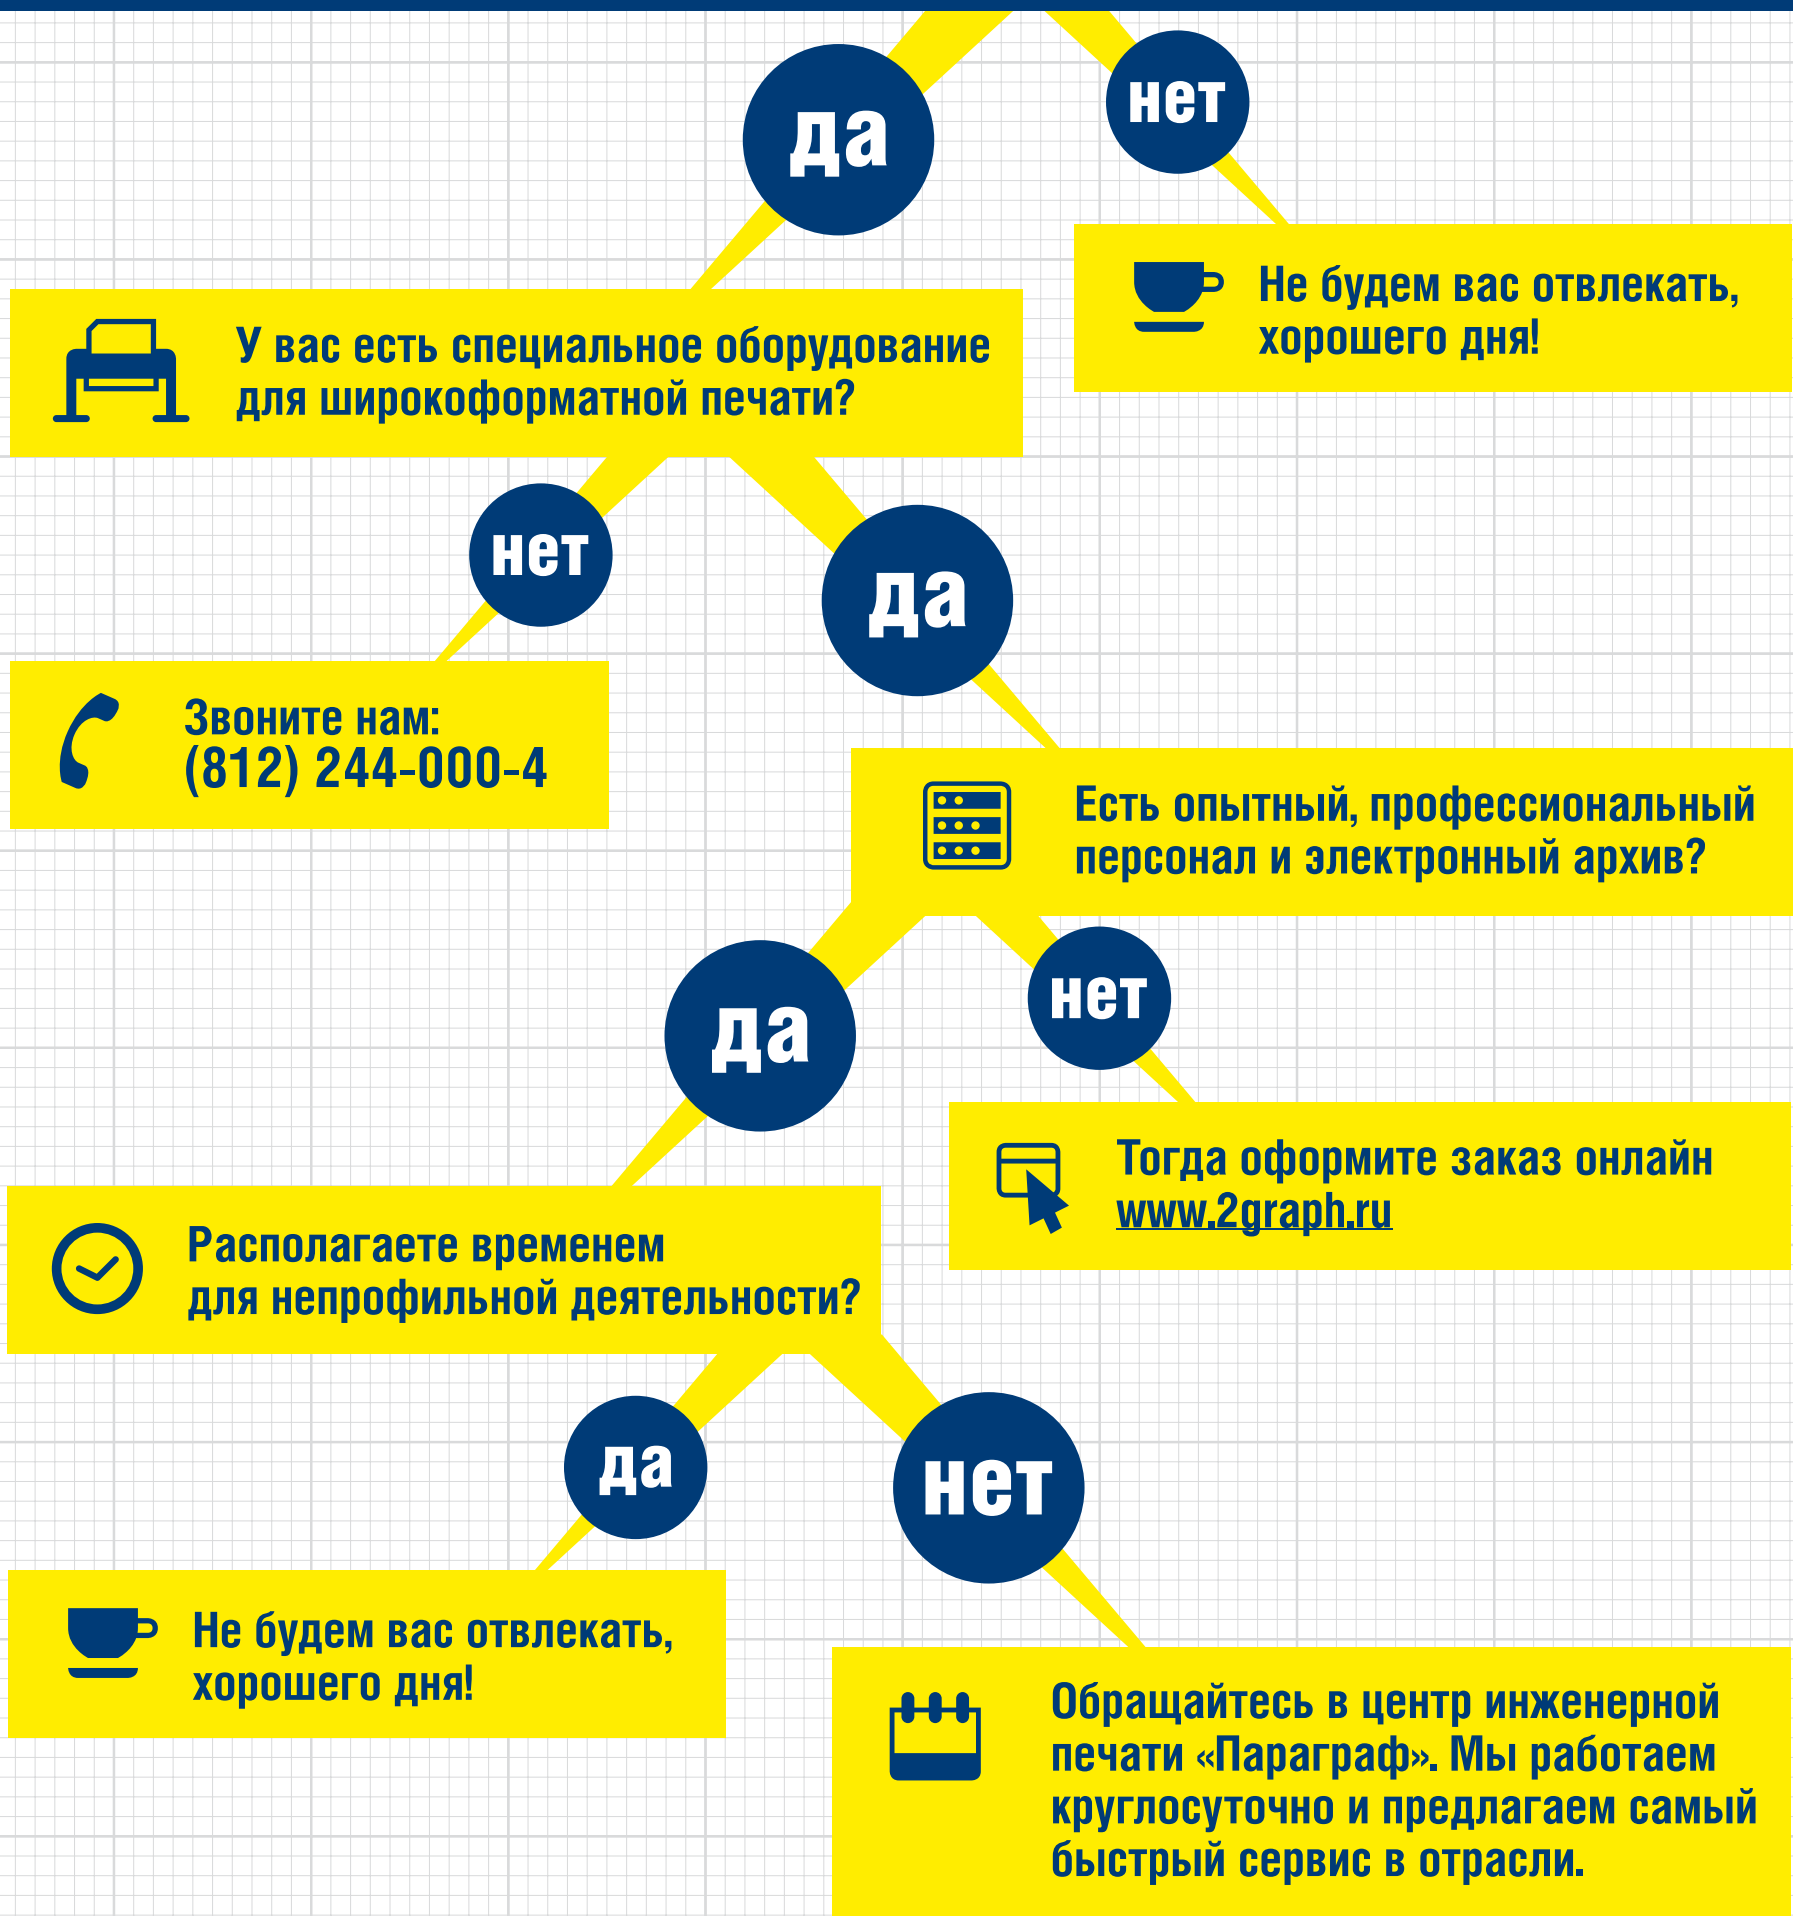 да
нет
Не будем вас отвлекать,
хорошего дня!
У вас есть специальное оборудование
для широкоформатной печати?
нет
да
Звоните нам:
(812) 244-000-4
Есть опытный, профессиональный
персонал и электронный архив?
да
нет
Тогда оформите заказ онлайн
www.2graph.ru
Располагаете временем
для непрофильной деятельности?
да
нет
Не будем вас отвлекать,
хорошего дня!
Обращайтесь в центр инженерной
печати «Параграф». Мы работаем
круглосуточно и предлагаем самый
быстрый сервис в отрасли.